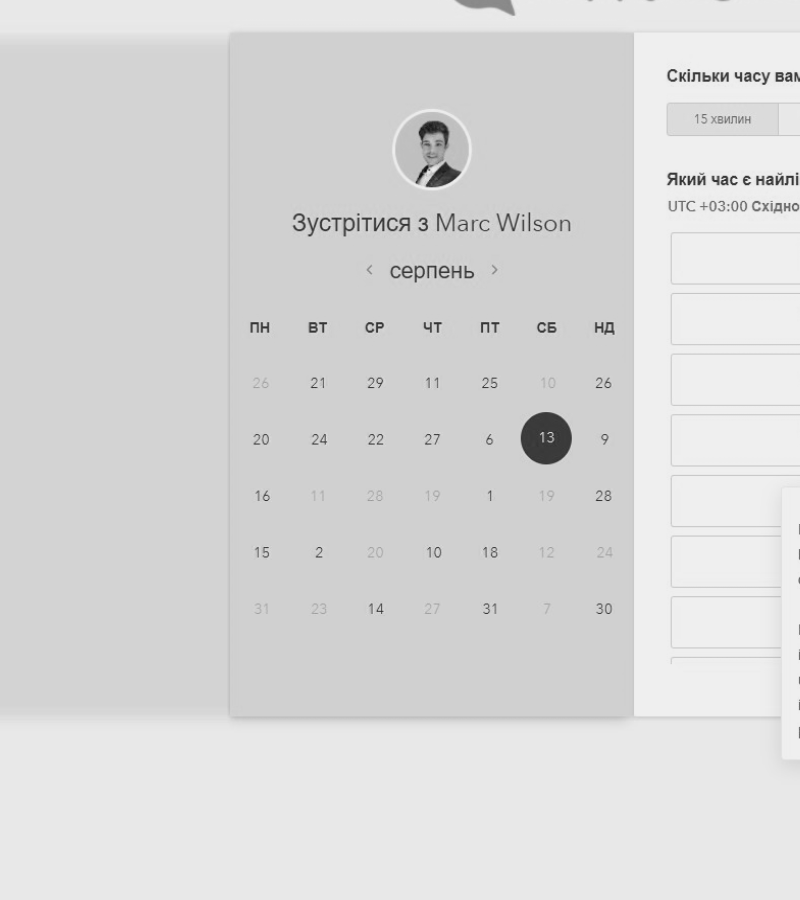 Зустрітися з Marc Wilson
‹ серпень ›
ПН ВТ СР ЧТ ПТ СБ НД
26 21 29 11 25 10 26
20 24 22 27 6 13 9
16 11 28 19 1 19 28
15 2 20 10 18 12 24
31 23 14 27 31 7 30
Скільки часу вам
15 хвилин
Який час є найлі
UTC +03:00 Східно